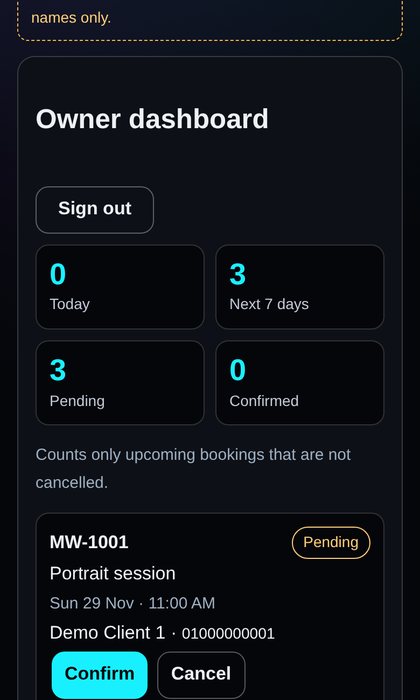 names only.
Owner dashboard
Sign out
0
Today
3
Next 7 days
3
Pending
0
Confirmed
Counts only upcoming bookings that are not
cancelled.
MW-1001
Pending
Portrait session
Sun 29 Nov · 11:00 AM
Demo Client 1 · 01000000001
Confirm
Cancel